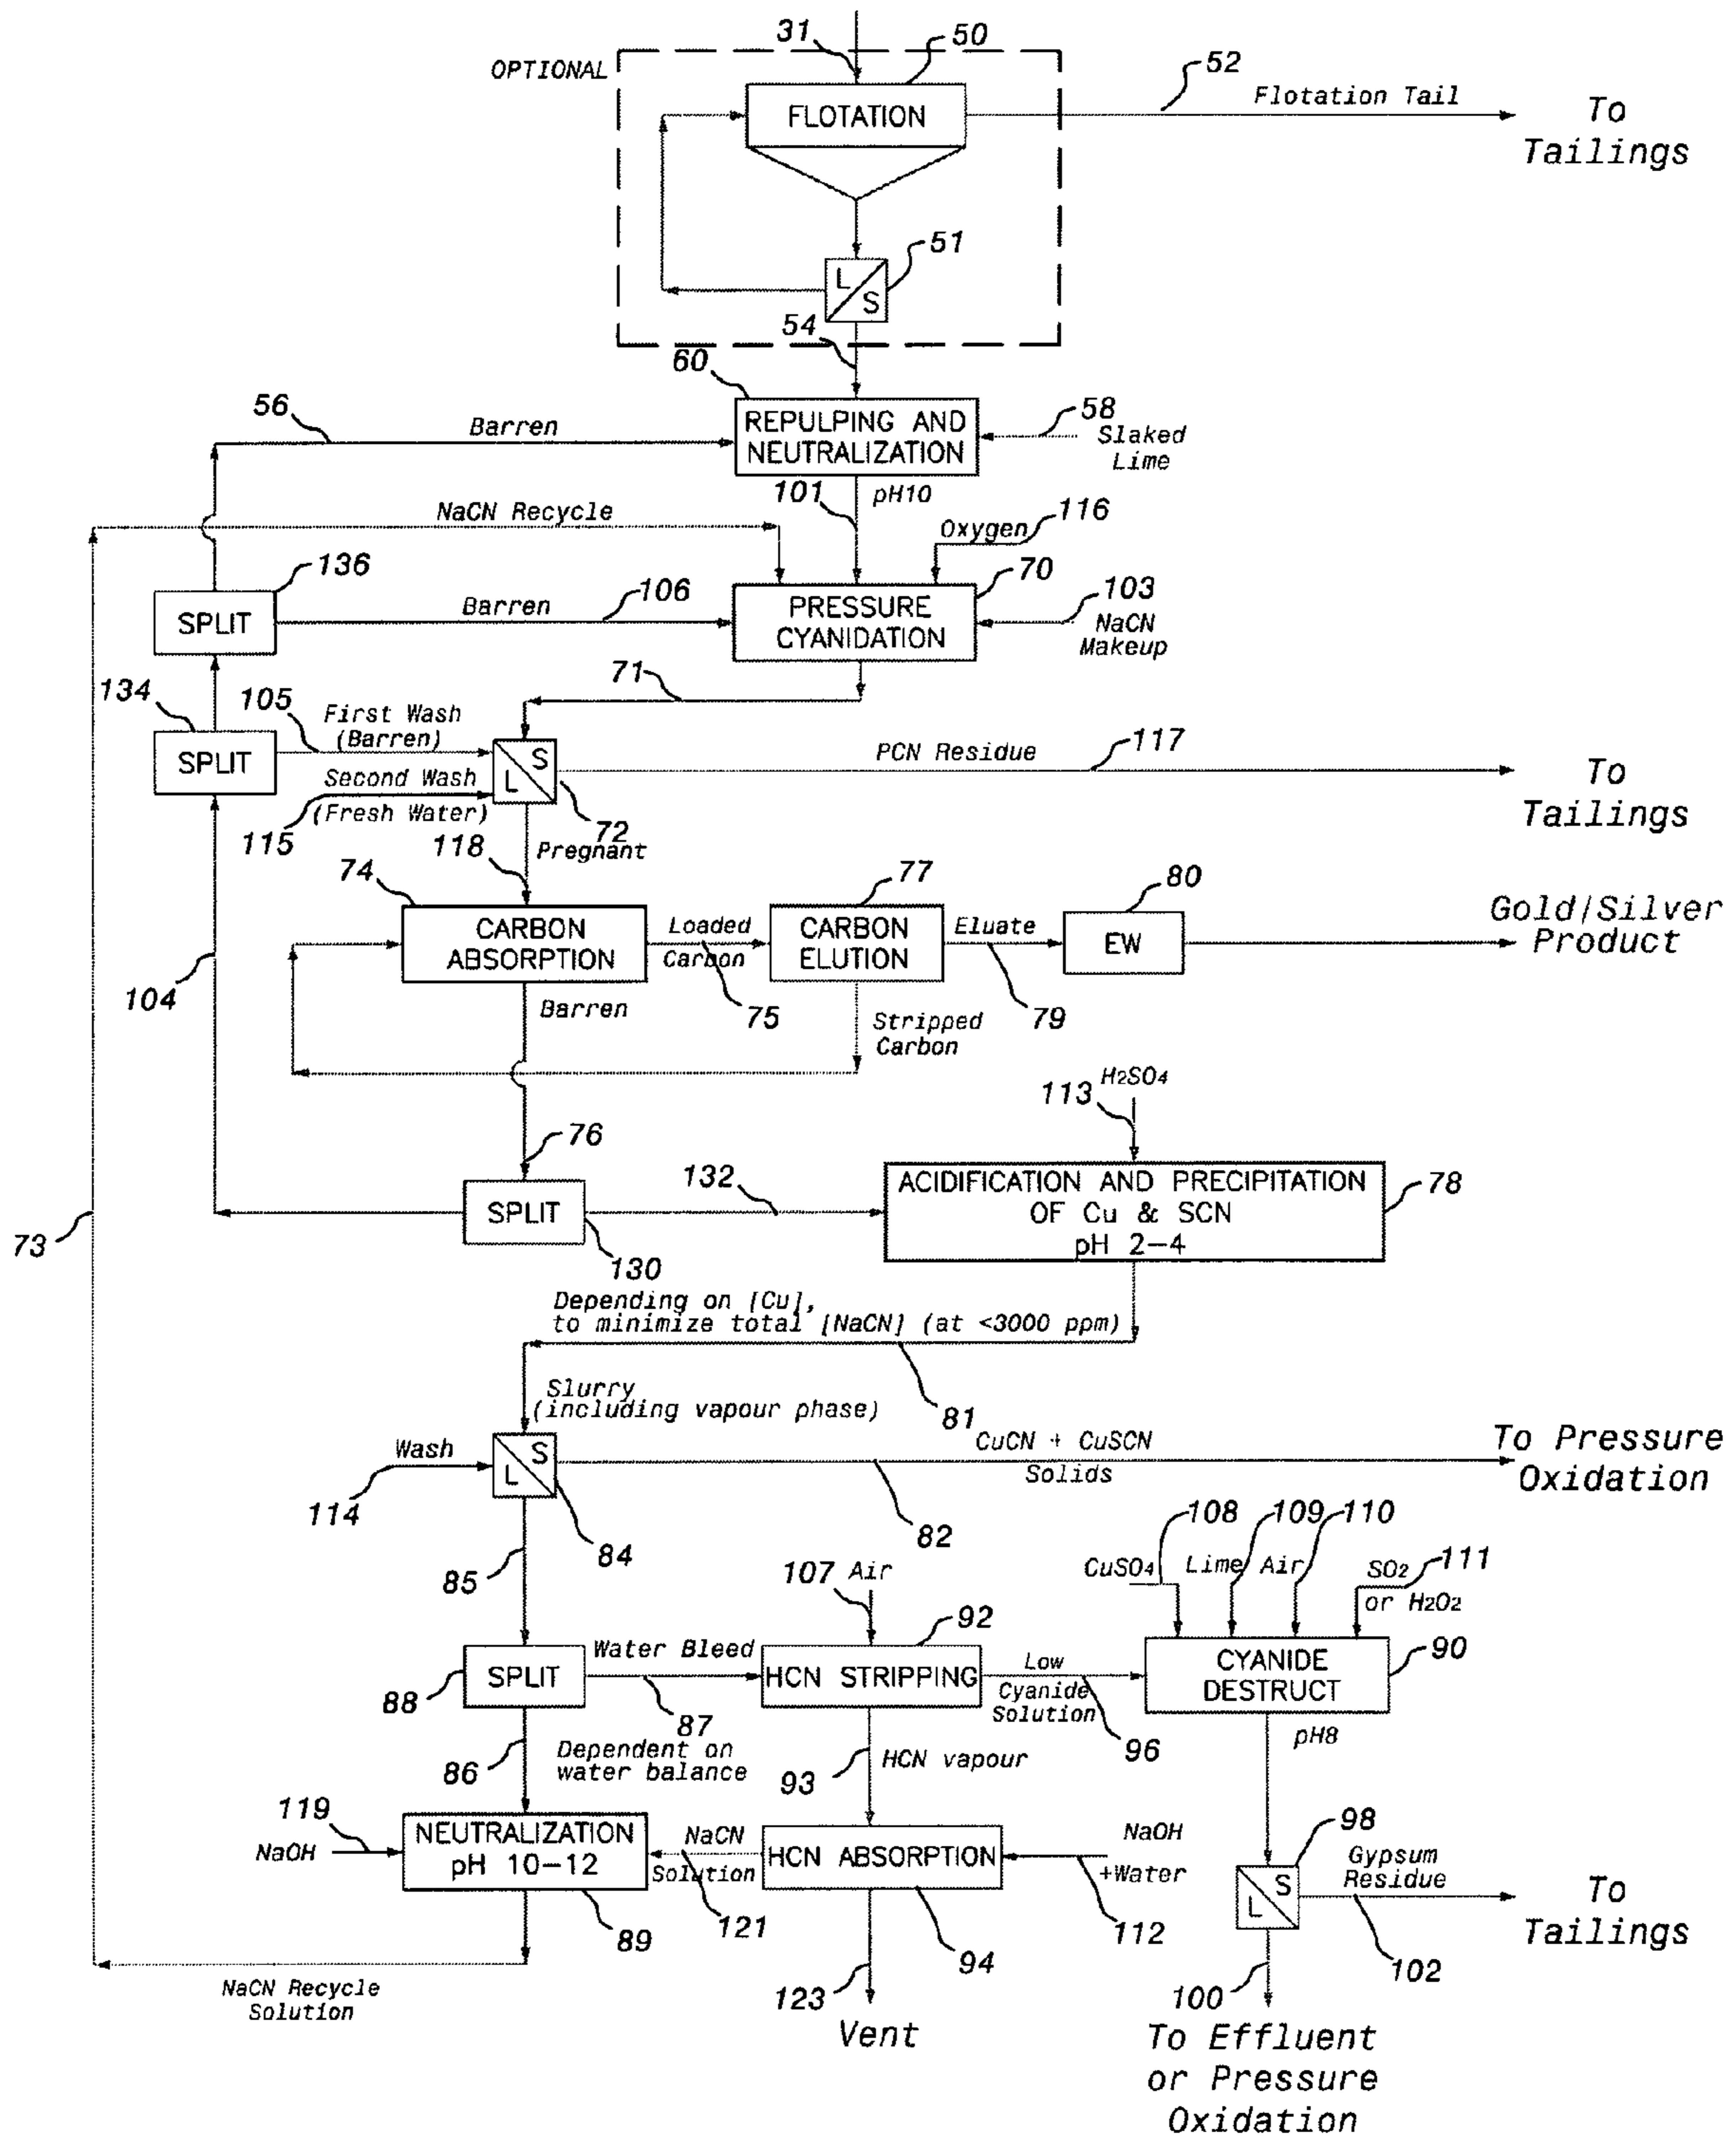 31
50
OPTIONAL
52
FLOTATION
Flotation Tail
To
Tailings
51
L
S
54
60
56
Barren
REPULPING AND
NEUTRALIZATION
58
Slaked
Lime
101
pH10
NaCN Recycle
Oxygen
116
136
SPLIT
Barren
106
70
PRESSURE
CYANIDATION
103
NaCN
Makeup
71
134
SPLIT
105
First Wash
(Barren)
Second Wash
(Fresh Water)
115
S
L
72
PCN Residue
117
To
Tailings
118
Pregnant
74
CARBON
ABSORPTION
Loaded
Carbon
75
77
CARBON
ELUTION
Eluate
79
80
EW
Gold/Silver
Product
104
Barren
Stripped
Carbon
113
H2SO4
76
SPLIT
130
132
ACIDIFICATION AND PRECIPITATION
OF Cu & SCN
pH 2-4
78
73
Depending on [Cu],
to minimize total [NaCN] (at <3000 ppm)
81
Slurry
(including vapour phase)
Wash
114
S
L
84
CuCN + CuSCN
Solids
82
To Pressure
Oxidation
85
107
Air
108
CuSO4
109
Lime
110
Air
111
SO2
or H2O2
88
SPLIT
Water Bleed
87
92
HCN STRIPPING
Low
Cyanide
Solution
96
CYANIDE
DESTRUCT
90
pH8
86
Dependent on
water balance
93
HCN vapour
119
NaOH
NEUTRALIZATION
pH 10-12
89
NaCN
Solution
121
HCN ABSORPTION
94
NaOH
+Water
112
98
S
L
Gypsum
Residue
102
To
Tailings
NaCN Recycle
Solution
123
Vent
100
To Effluent
or Pressure
Oxidation